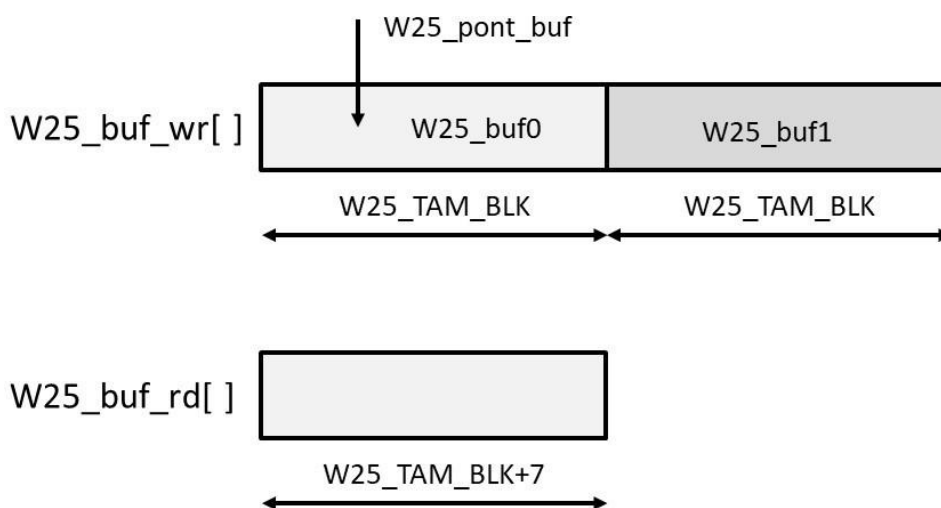 W25_pont_buf
W25_buf_wr[ ] W25_buf0 W25_buf1
W25_TAM_BLK W25_TAM_BLK
W25_buf_rd[ ]
W25_TAM_BLK+7